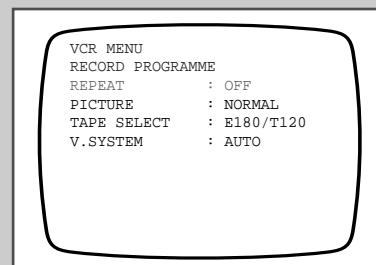 VCR MENU
RECORD PROGRAMME
REPEAT : OFF
PICTURE : NORMAL
TAPE SELECT : E180/T120
V.SYSTEM : AUTO